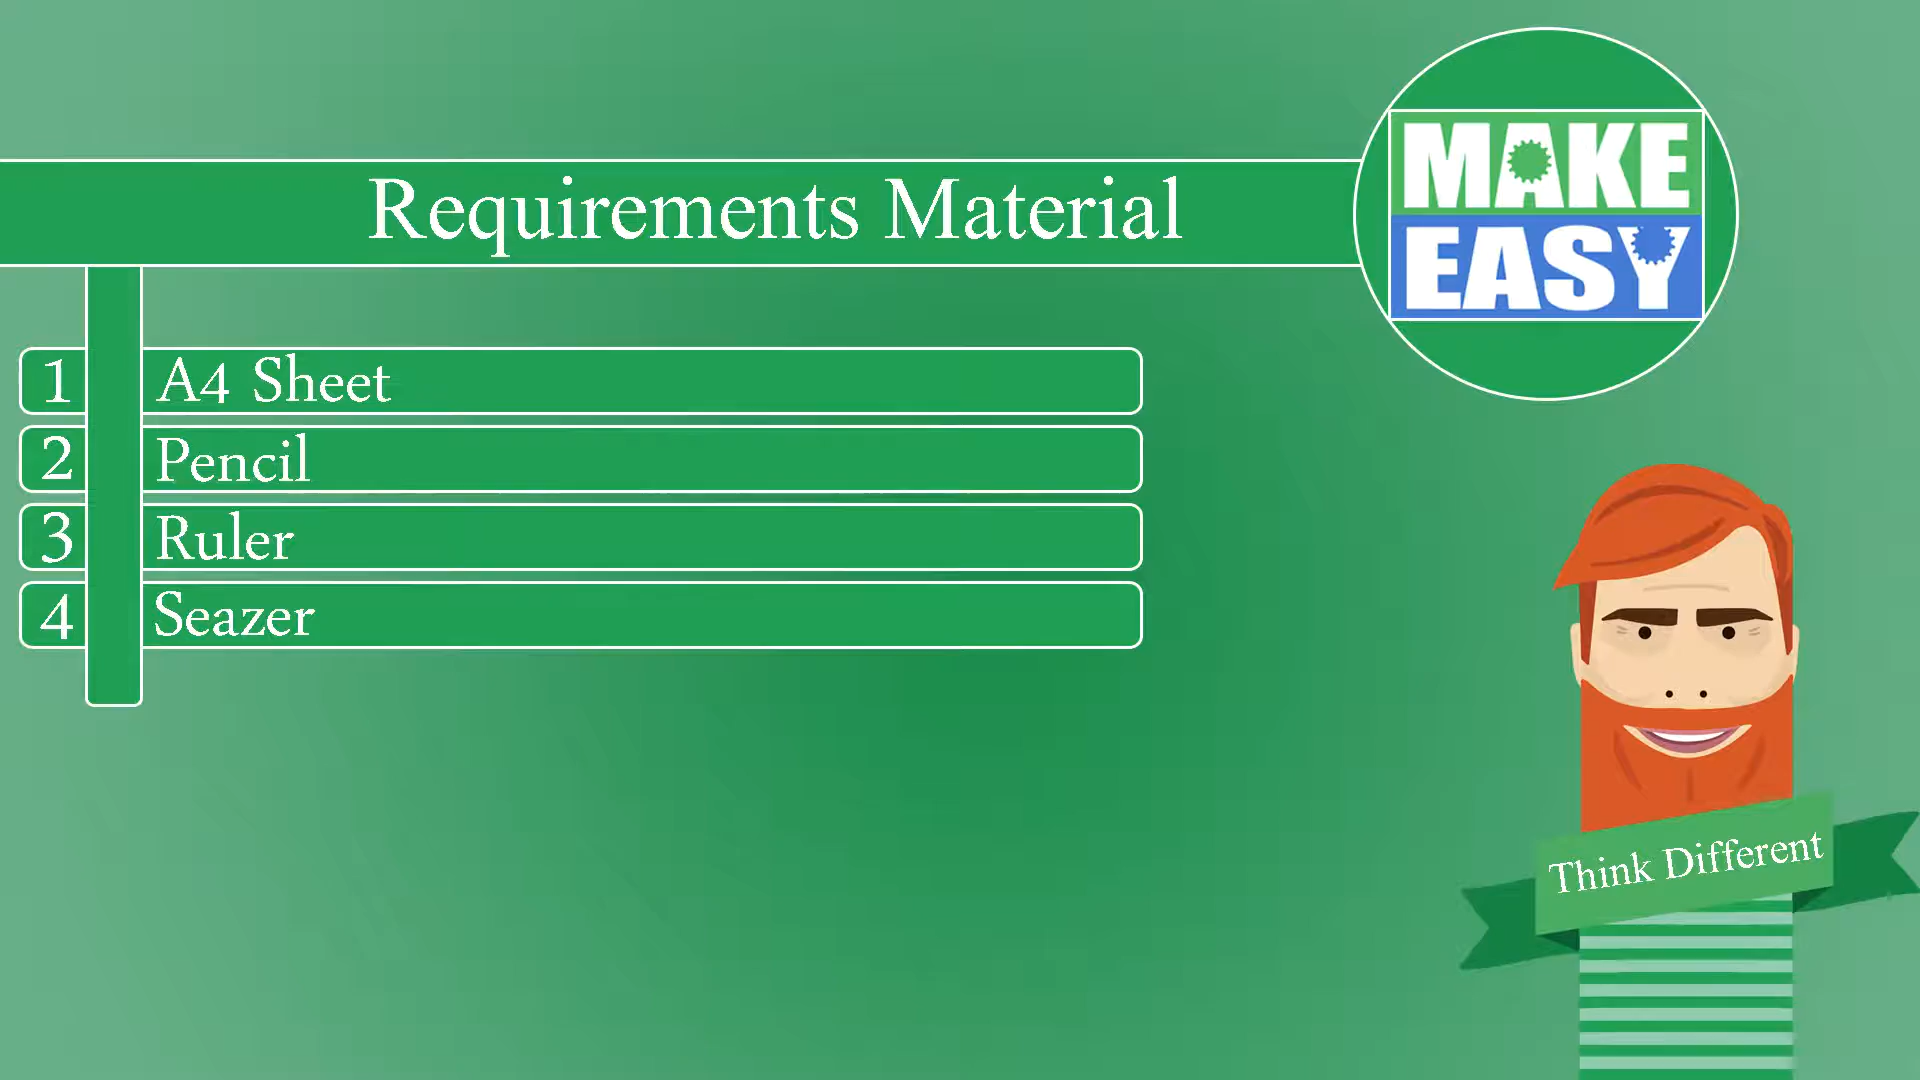 Requirements Material
MAKE
EASY
1 A4 Sheet
2 Pencil
3 Ruler
4 Seazer
Think Different